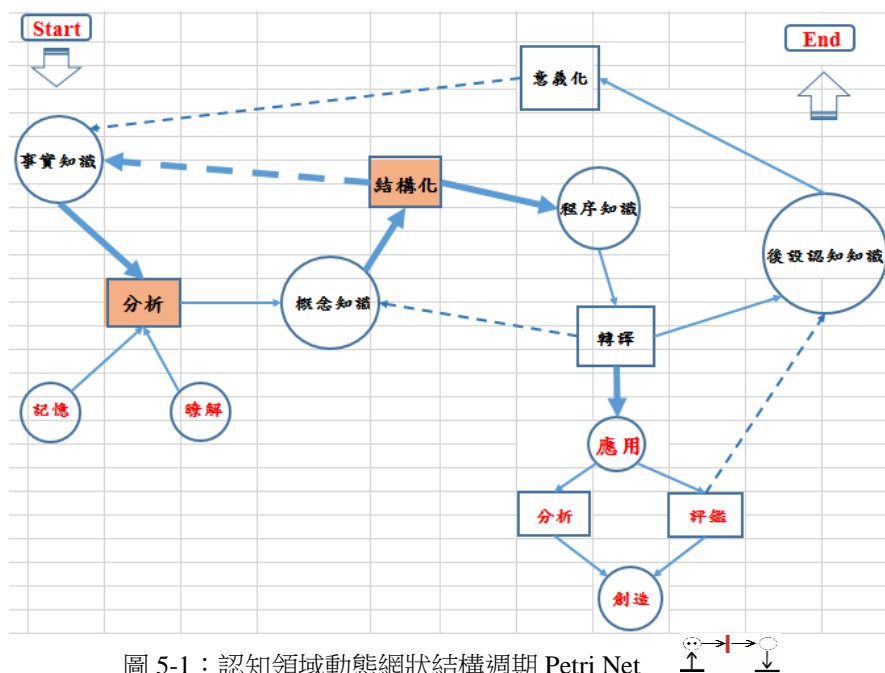 Start
End
意義化
事實知識
結構化
程序知識
後設認知知識
分析
概念知識
轉譯
記憶
瞭解
應用
分析
評鑑
創造
圖 5-1：認知領域動態網狀結構週期 Petri Net